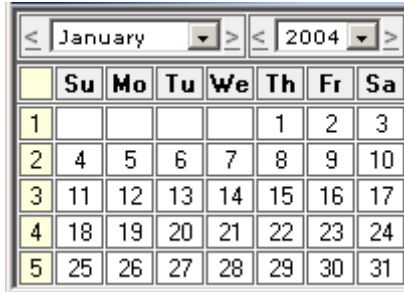 < January > < 2004 >
Su Mo Tu We Th Fr Sa
1 1 2 3
2 4 5 6 7 8 9 10
3 11 12 13 14 15 16 17
4 18 19 20 21 22 23 24
5 25 26 27 28 29 30 31